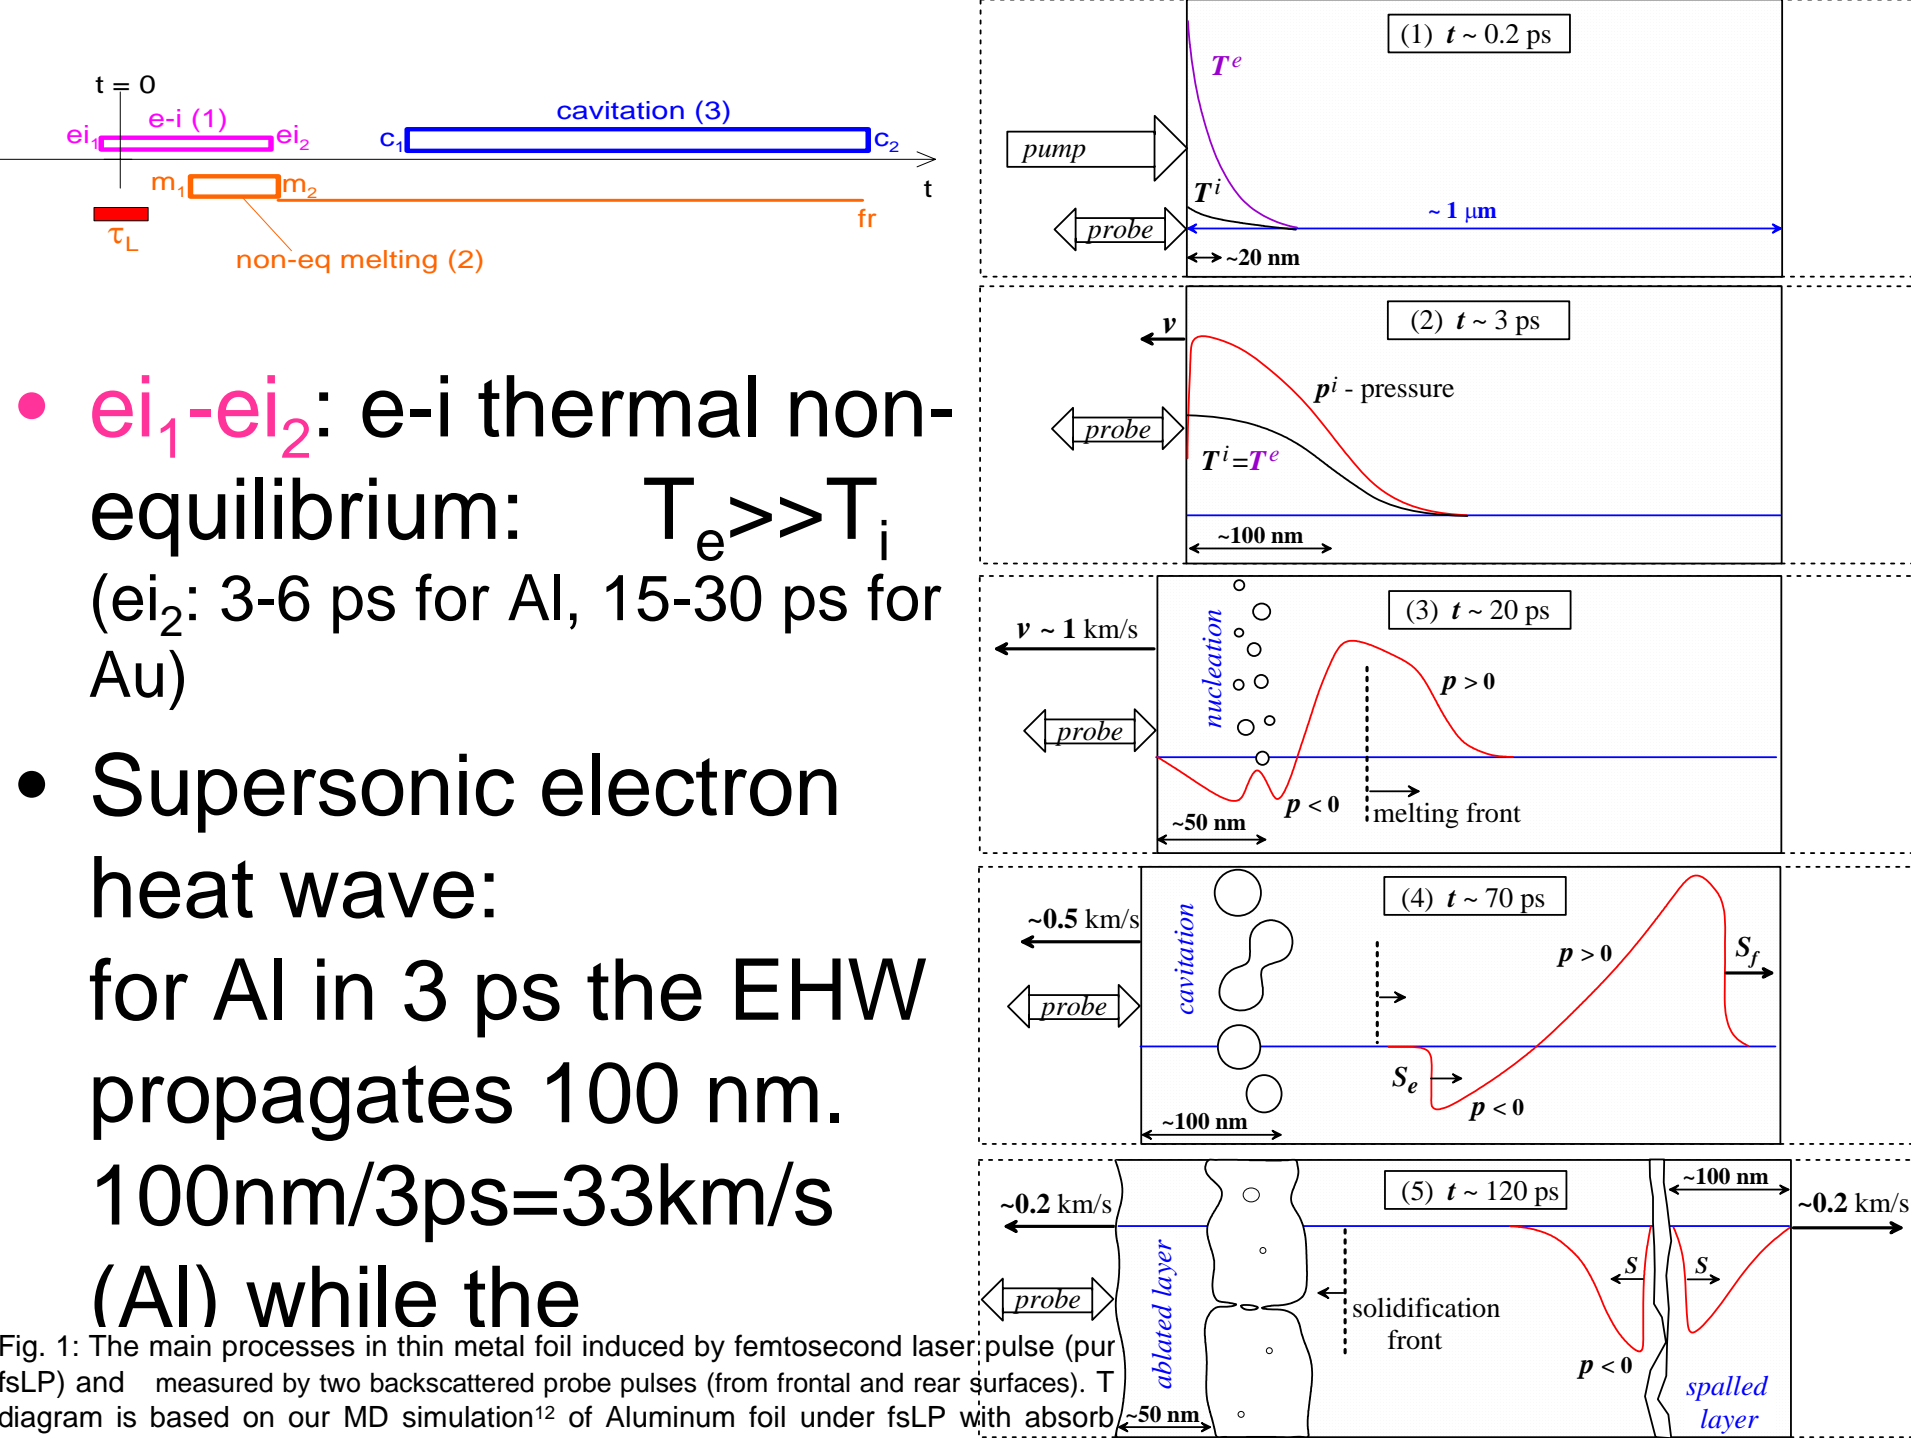 t = 0
e-i (1)
ei1
ei2
cavitation (3)
c1
c2
m1
m2
t
τL
fr
non-eq melting (2)
• ei1-ei2: e-i thermal non-
equilibrium: Te>>Ti
(ei2: 3-6 ps for Al, 15-30 ps for
Au)
• Supersonic electron
heat wave:
for Al in 3 ps the EHW
propagates 100 nm.
100nm/3ps=33km/s
(Al) while the
Fig. 1: The main processes in thin metal foil induced by femtosecond laser pulse (pur
fsLP) and measured by two backscattered probe pulses (from frontal and rear surfaces). T
diagram is based on our MD simulation12 of Aluminum foil under fsLP with absorb
(1) t ~ 0.2 ps
Te
pump
Ti
probe
~ 1 μm
~20 nm
(2) t ~ 3 ps
v
pi - pressure
probe
Ti=Te
~100 nm
(3) t ~ 20 ps
v ~ 1 km/s
nucleation
p > 0
probe
p < 0
melting front
~50 nm
(4) t ~ 70 ps
~0.5 km/s
cavitation
p > 0
Sf
probe
Se
p < 0
~100 nm
(5) t ~ 120 ps
~100 nm
~0.2 km/s
~0.2 km/s
ablated layer
S
S
probe
solidification
front
p < 0
spalled
layer
~50 nm